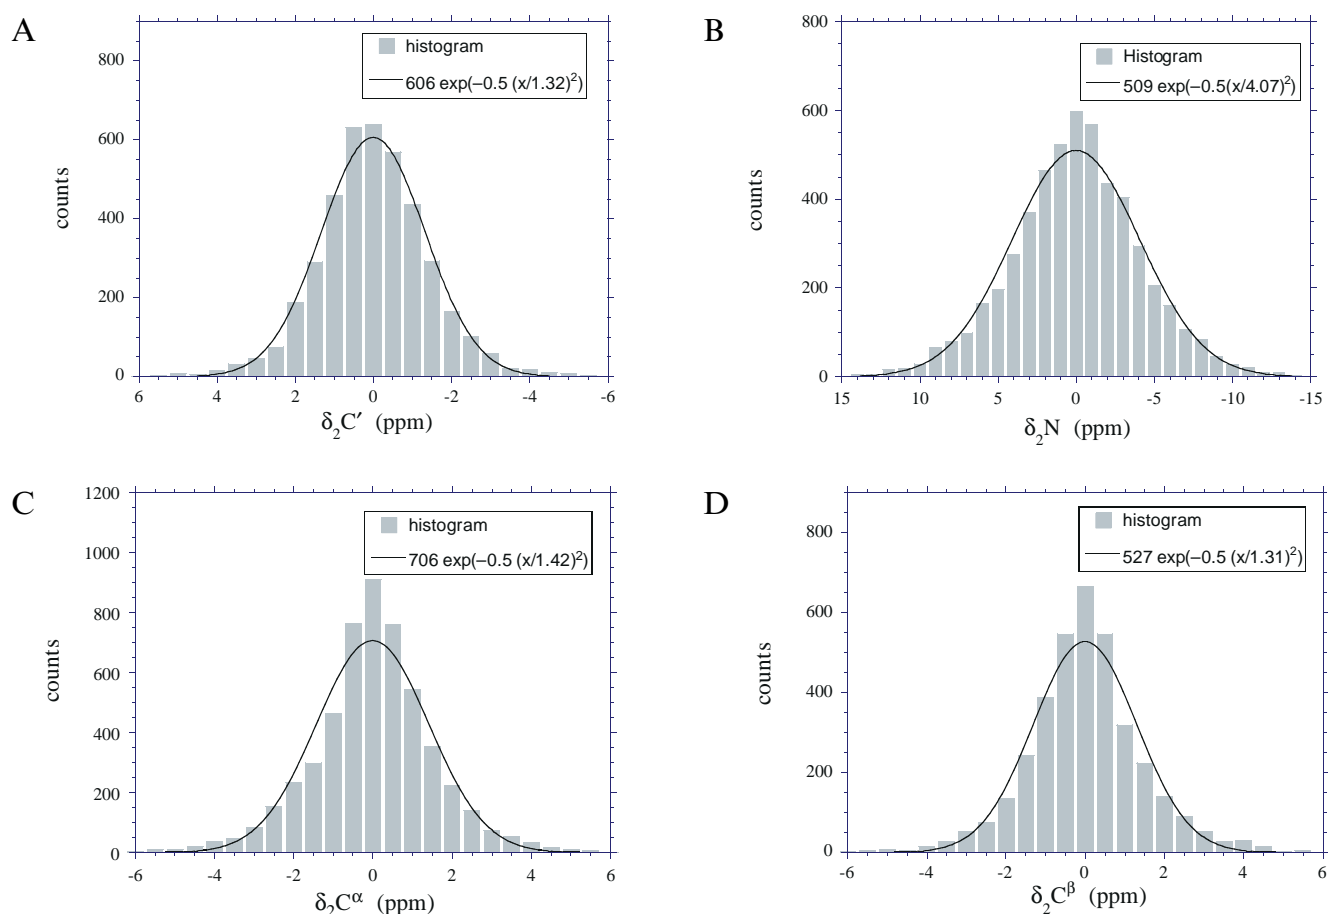 A
800
600
400
200
0
counts
histogram
606 exp(−0.5 (x/1.32)²)
6 4 2 0 -2 -4 -6
δ₂C′ (ppm)
B
800
600
400
200
0
counts
Histogram
509 exp(−0.5(x/4.07)²)
15 10 5 0 -5 -10 -15
δ₂N (ppm)
C
1200
1000
800
600
400
200
0
counts
histogram
706 exp(−0.5 (x/1.42)²)
-6 -4 -2 0 2 4 6
δ₂Cᵅ (ppm)
D
800
600
400
200
0
counts
histogram
527 exp(−0.5 (x/1.31)²)
-6 -4 -2 0 2 4 6
δ₂Cᵝ (ppm)